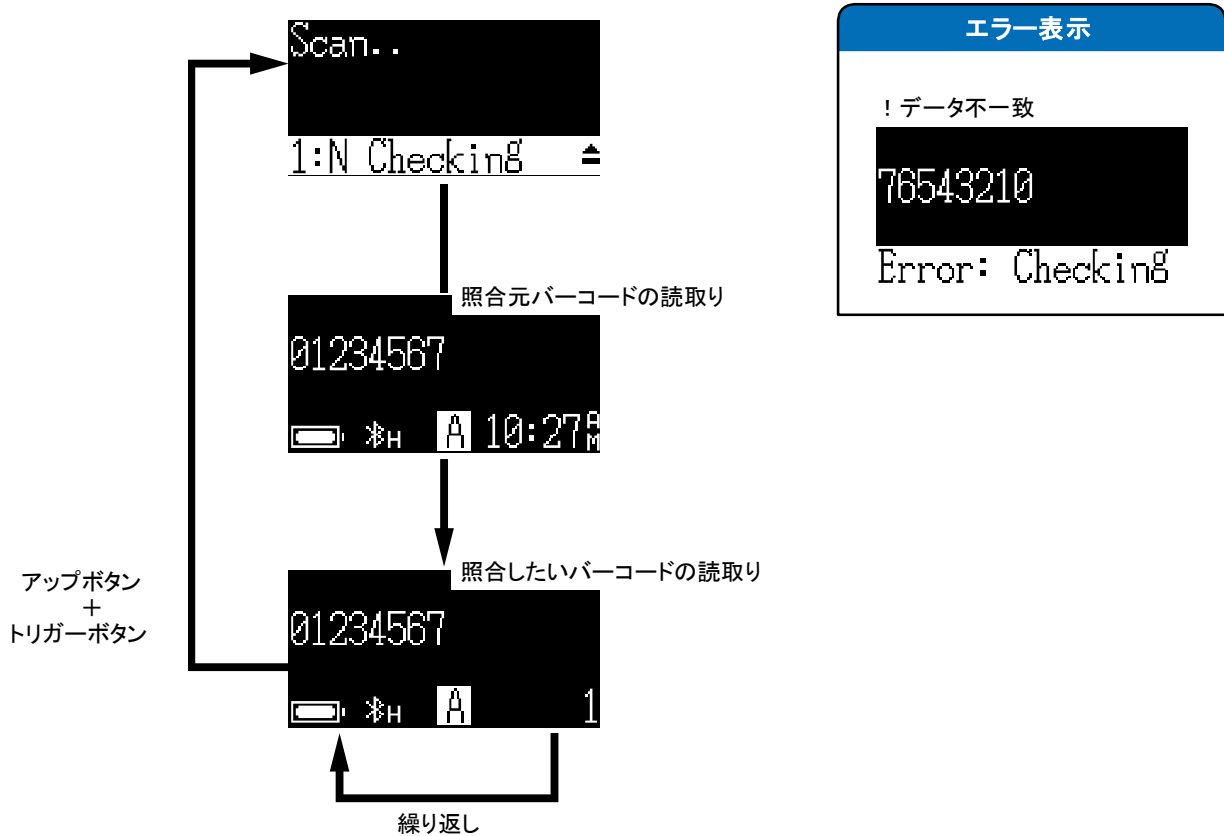 Scan..
1:N Checking
照合元バーコードの読取り
01234567
H A 10:27AM
照合したいバーコードの読取り
01234567
H A 1
アップボタン
＋
トリガーボタン
繰り返し
エラー表示
！データ不一致
76543210
Error: Checking